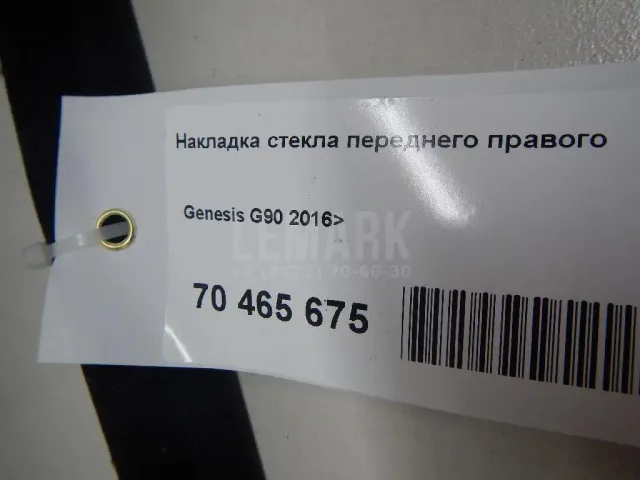 Накладка стекла переднего правого
Genesis G90 2016>
LEMARK
70 465 675